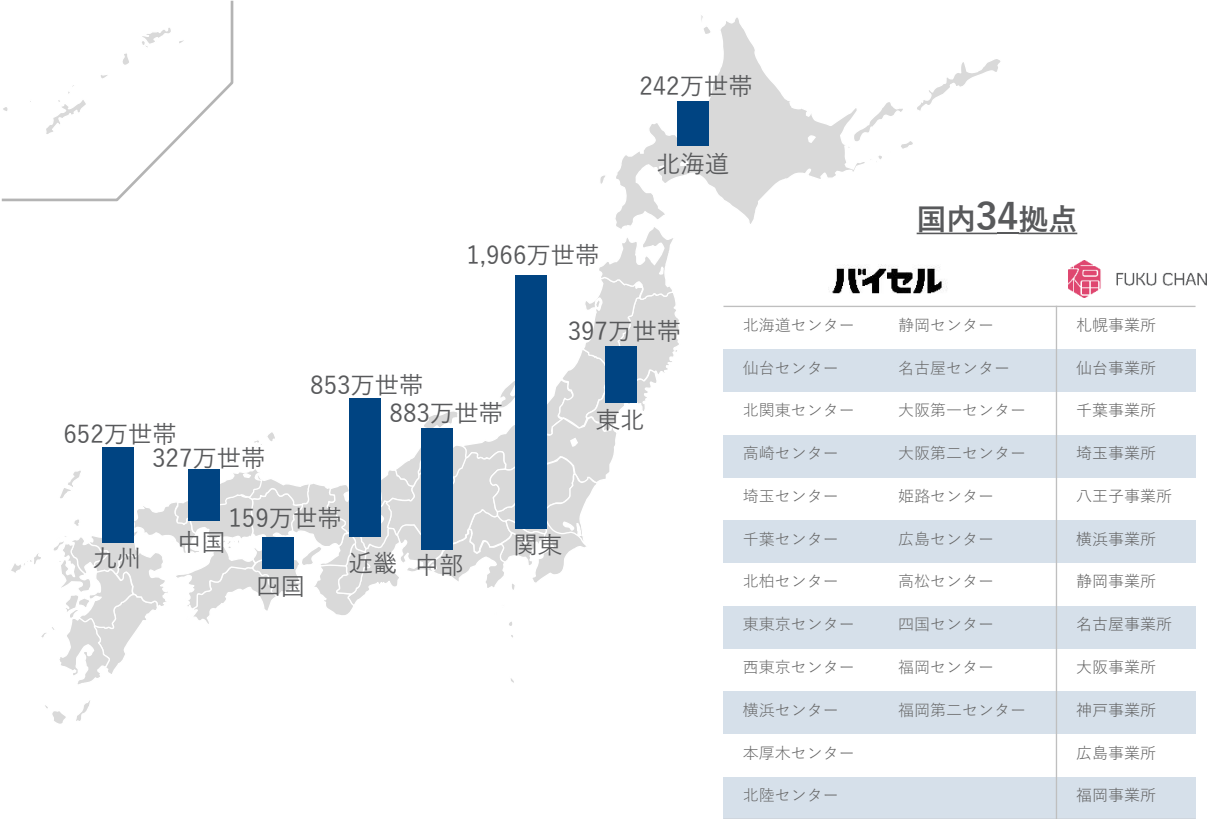 242万世帯
北海道
1,966万世帯
397万世帯
東北
853万世帯
883万世帯
652万世帯
327万世帯
159万世帯
九州
中国
四国
近畿
中部
関東
国内34拠点
バイセル 福 FUKU CHAN
北海道センター 静岡センター 札幌事業所
仙台センター 名古屋センター 仙台事業所
北関東センター 大阪第一センター 千葉事業所
高崎センター 大阪第二センター 埼玉事業所
埼玉センター 姫路センター 八王子事業所
千葉センター 広島センター 横浜事業所
北柏センター 高松センター 静岡事業所
東東京センター 四国センター 名古屋事業所
西東京センター 福岡センター 大阪事業所
横浜センター 福岡第二センター 神戸事業所
本厚木センター 広島事業所
北陸センター 福岡事業所